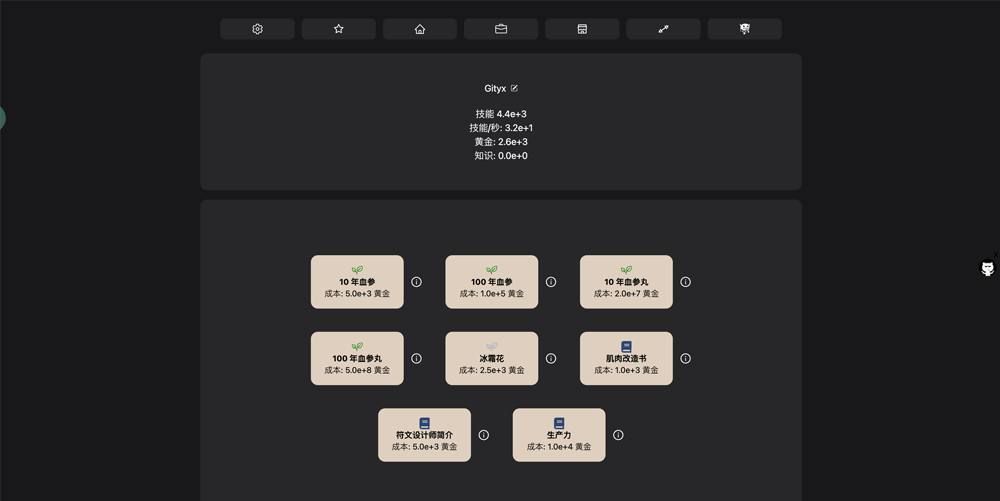 Gityx
技能 4.4e+3
技能/秒: 3.2e+1
黄金: 2.6e+3
知识: 0.0e+0
10 年血参
成本: 5.0e+3 黄金
100 年血参
成本: 1.0e+5 黄金
10 年血参丸
成本: 2.0e+7 黄金
100 年血参丸
成本: 5.0e+8 黄金
冰霜花
成本: 2.5e+3 黄金
肌肉改造书
成本: 1.0e+3 黄金
符文设计师简介
成本: 5.0e+3 黄金
生产力
成本: 1.0e+4 黄金